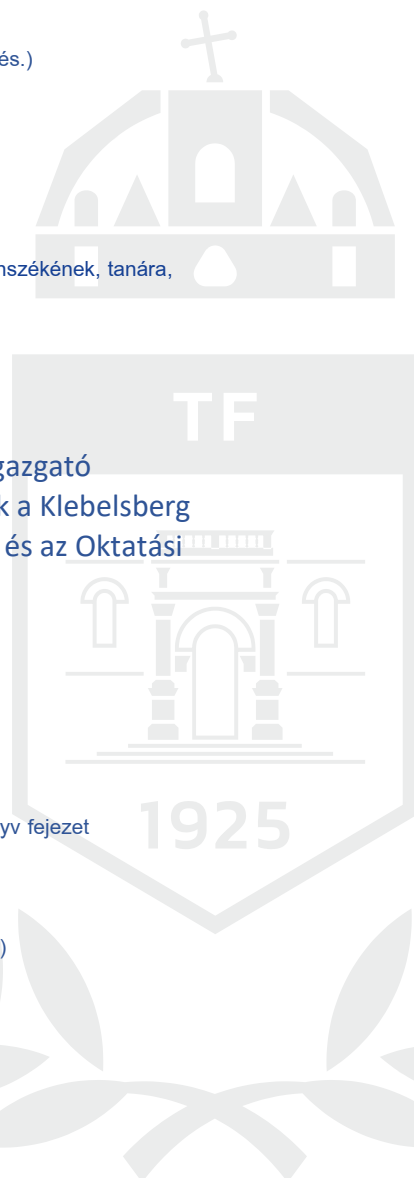 és.)
nszékének, tanára,
TF
gazgató
k a Klebelsberg
és az Oktatási
1925
yv fejezet
)